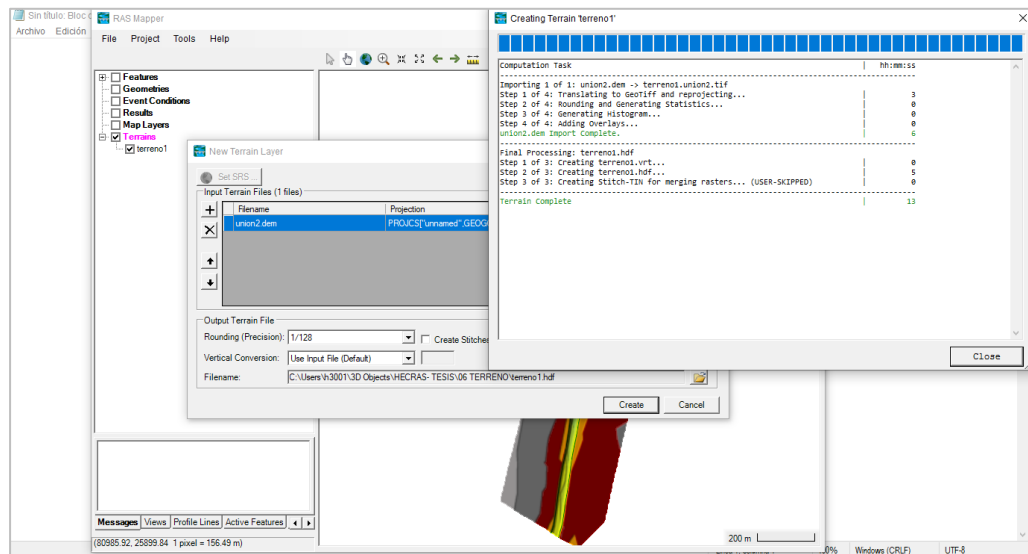 Sin título: Bloc d
Archivo Edición
RAS Mapper
File Project Tools Help
Features
Geometries
Event Conditions
Results
Map Layers
Terrains
terreno1
New Terrain Layer
Set SRS ...
Input Terrain Files (1 files)
Filename Projection
union2.dem PROJCS["unnamed",GEOG
Output Terrain File
Rounding (Precision): 1/128 Create Stitche
Vertical Conversion: Use Input File (Default)
Filename: C:\Users\h3001\3D Objects\HECRAS- TESIS\06 TERRENO\terreno1.hdf
Create Cancel
Creating Terrain 'terreno1'
Computation Task | hh:mm:ss
Importing 1 of 1: union2.dem -> terreno1.union2.tif
Step 1 of 4: Translating to GeoTiff and reprojecting... | 3
Step 2 of 4: Rounding and Generating Statistics... | 0
Step 3 of 4: Generating Histogram... | 0
Step 4 of 4: Adding Overlays... | 0
union2.dem Import Complete. | 6
Final Processing: terreno1.hdf
Step 1 of 3: Creating terreno1.vrt... | 0
Step 2 of 3: Creating terreno1.hdf... | 5
Step 3 of 3: Creating Stitch-TIN for merging rasters... (USER-SKIPPED) | 0
Terrain Complete | 13
Close
Messages Views Profile Lines Active Features
(80985.92, 25899.84 1 pixel = 156.49 m)
200 m
Windows (CRLF) UTF-8